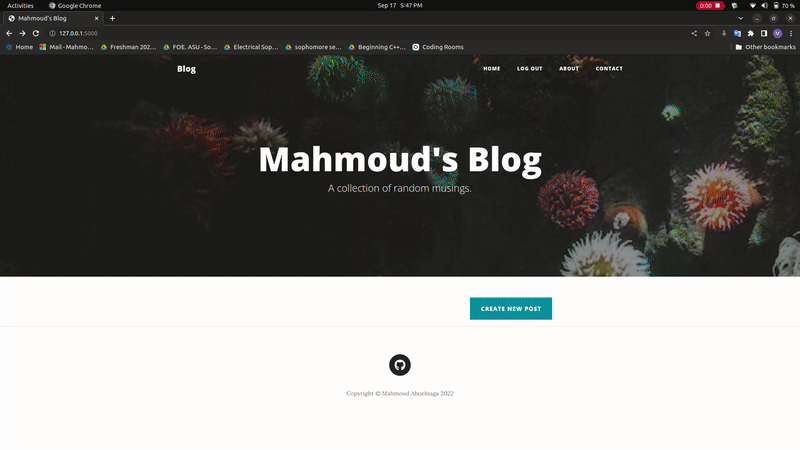 Activities Google Chrome Sep 17 5:47 PM 0:00 70 %
Mahmoud's Blog
127.0.0.1:5000
Home Mail - Mahmo... Freshman 202... FOE. ASU - So... Electrical Sop... sophomore se... Beginning C++... Coding Rooms Other bookmarks
Blog HOME LOG OUT ABOUT CONTACT
Mahmoud's Blog
A collection of random musings.
CREATE NEW POST
Copyright © Mahmoud Aboelnaga 2022